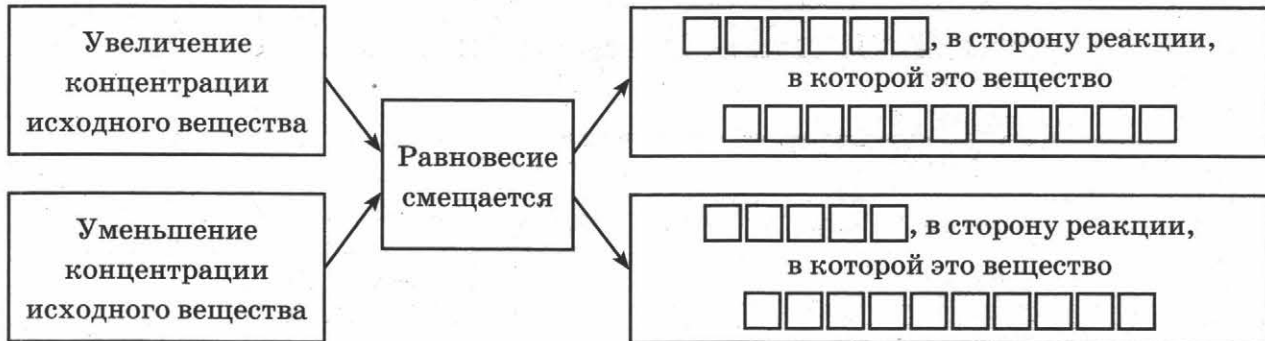 Увеличение
концентрации
исходного вещества
Уменьшение
концентрации
исходного вещества
Равновесие
смещается
□□□□□□, в сторону реакции,
в которой это вещество
□□□□□□□□□□□
□□□□□, в сторону реакции,
в которой это вещество
□□□□□□□□□□